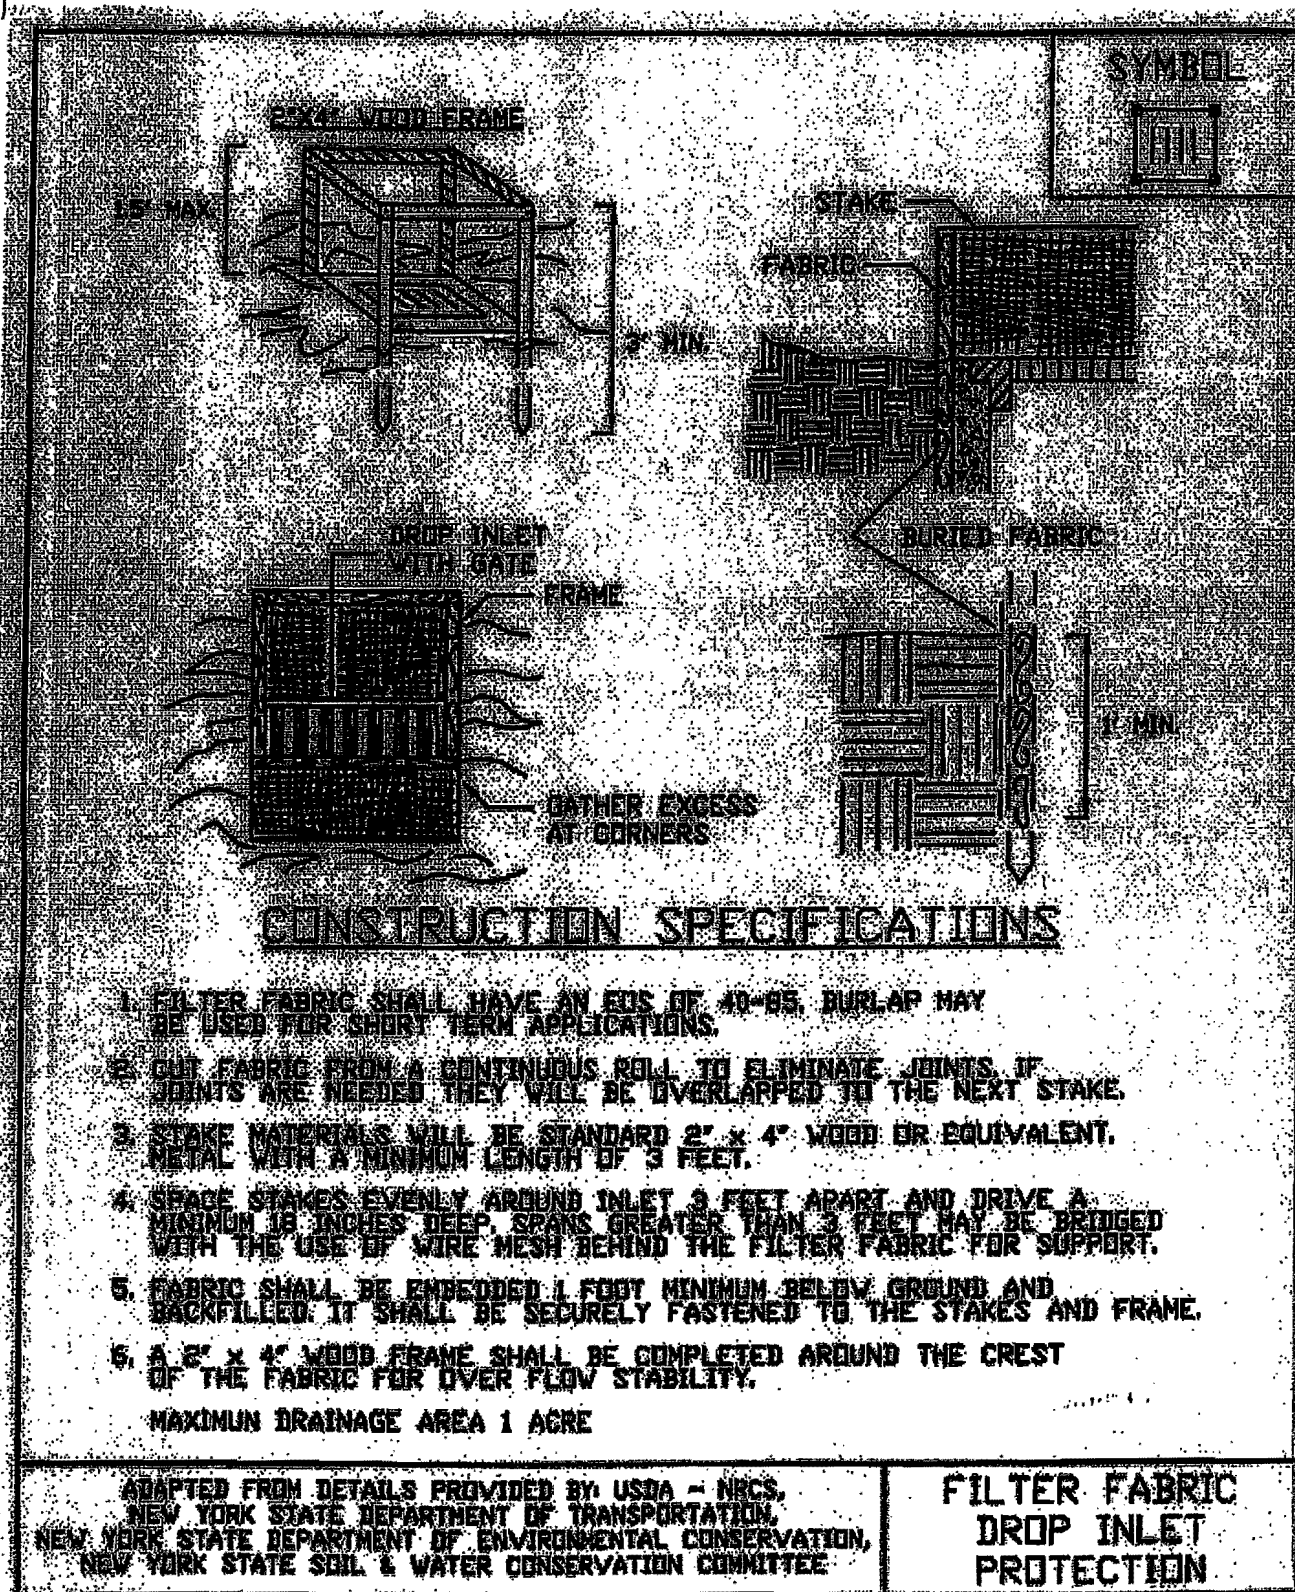 SYMBOL
2"X4" WOOD FRAME
1.5' MAX.
STAKE
FABRIC
3' MIN.
DROP INLET
WITH GATE
FRAME
BURIED FABRIC
1' MIN.
GATHER EXCESS
AT CORNERS
CONSTRUCTION SPECIFICATIONS
1. FILTER FABRIC SHALL HAVE AN EOS OF 40-85. BURLAP MAY
BE USED FOR SHORT TERM APPLICATIONS.
2. CUT FABRIC FROM A CONTINUOUS ROLL TO ELIMINATE JOINTS. IF
JOINTS ARE NEEDED THEY WILL BE OVERLAPPED TO THE NEXT STAKE.
3. STAKE MATERIALS WILL BE STANDARD 2" x 4" WOOD OR EQUIVALENT.
METAL WITH A MINIMUM LENGTH OF 3 FEET.
4. SPACE STAKES EVENLY AROUND INLET 3 FEET APART AND DRIVE A
MINIMUM 18 INCHES DEEP. SPANS GREATER THAN 3 FEET MAY BE BRIDGED
WITH THE USE OF WIRE MESH BEHIND THE FILTER FABRIC FOR SUPPORT.
5. FABRIC SHALL BE EMBEDDED 1 FOOT MINIMUM BELOW GROUND AND
BACKFILLED. IT SHALL BE SECURELY FASTENED TO THE STAKES AND FRAME.
6. A 2" x 4" WOOD FRAME SHALL BE COMPLETED AROUND THE CREST
OF THE FABRIC FOR OVER FLOW STABILITY.
MAXIMUN DRAINAGE AREA 1 ACRE
ADAPTED FROM DETAILS PROVIDED BY: USDA - NRCS,
NEW YORK STATE DEPARTMENT OF TRANSPORTATION,
NEW YORK STATE DEPARTMENT OF ENVIRONMENTAL CONSERVATION,
NEW YORK STATE SOIL & WATER CONSERVATION COMMITTEE
FILTER FABRIC
DROP INLET
PROTECTION